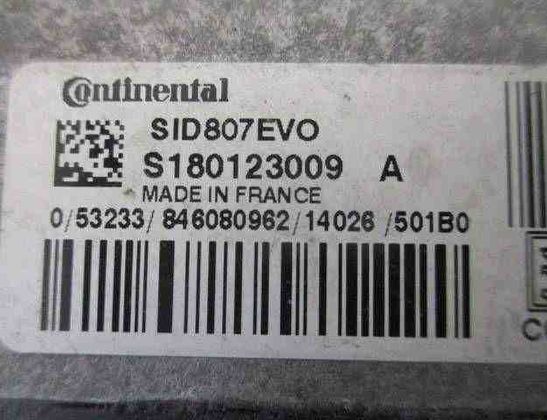 Continental
SID807EVO
S180123009 A
MADE IN FRANCE
0/53233/846080962/14026/501B0